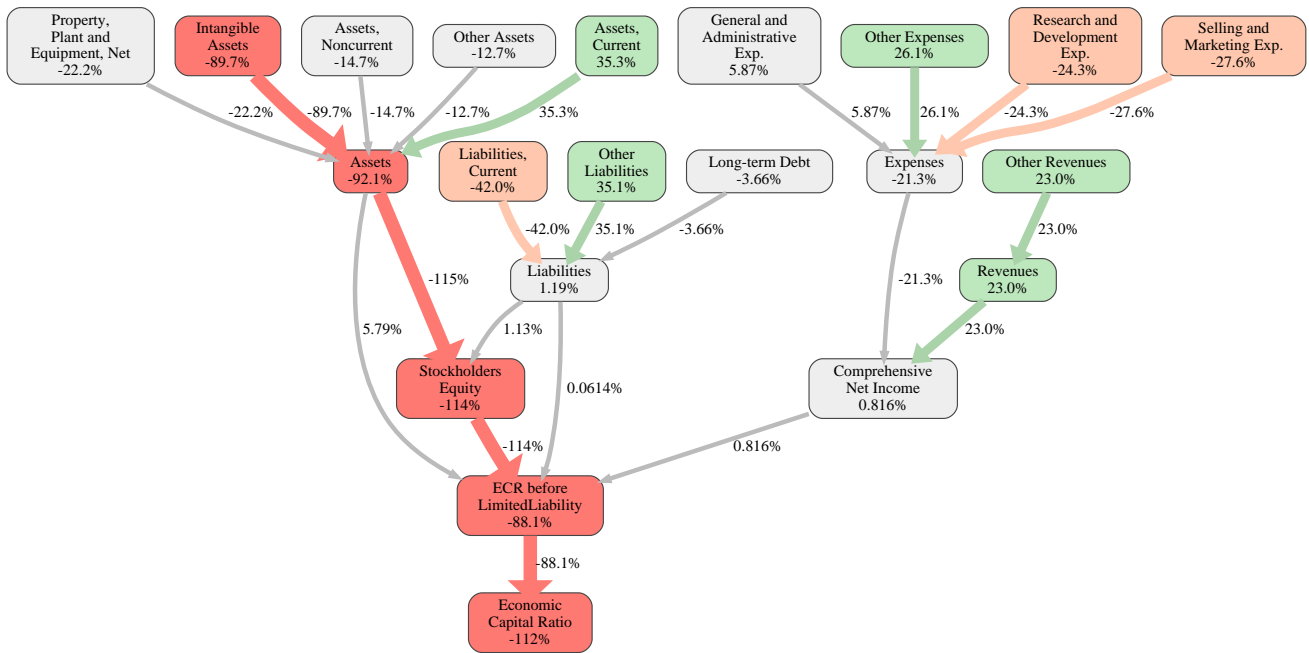 Property,
Plant and
Equipment, Net
-22.2%
Intangible
Assets
-89.7%
Assets,
Noncurrent
-14.7%
Other Assets
-12.7%
Assets,
Current
35.3%
General and
Administrative
Exp.
5.87%
Other Expenses
26.1%
Research and
Development
Exp.
-24.3%
Selling and
Marketing Exp.
-27.6%
-22.2%
-89.7%
-14.7%
-12.7%
35.3%
5.87%
26.1%
-24.3%
-27.6%
Assets
-92.1%
Liabilities,
Current
-42.0%
Other
Liabilities
35.1%
Long-term Debt
-3.66%
Expenses
-21.3%
Other Revenues
23.0%
-42.0%
35.1%
-3.66%
23.0%
-115%
Liabilities
1.19%
-21.3%
Revenues
23.0%
5.79%
1.13%
23.0%
Stockholders
Equity
-114%
0.0614%
Comprehensive
Net Income
0.816%
-114%
0.816%
ECR before
LimitedLiability
-88.1%
-88.1%
Economic
Capital Ratio
-112%